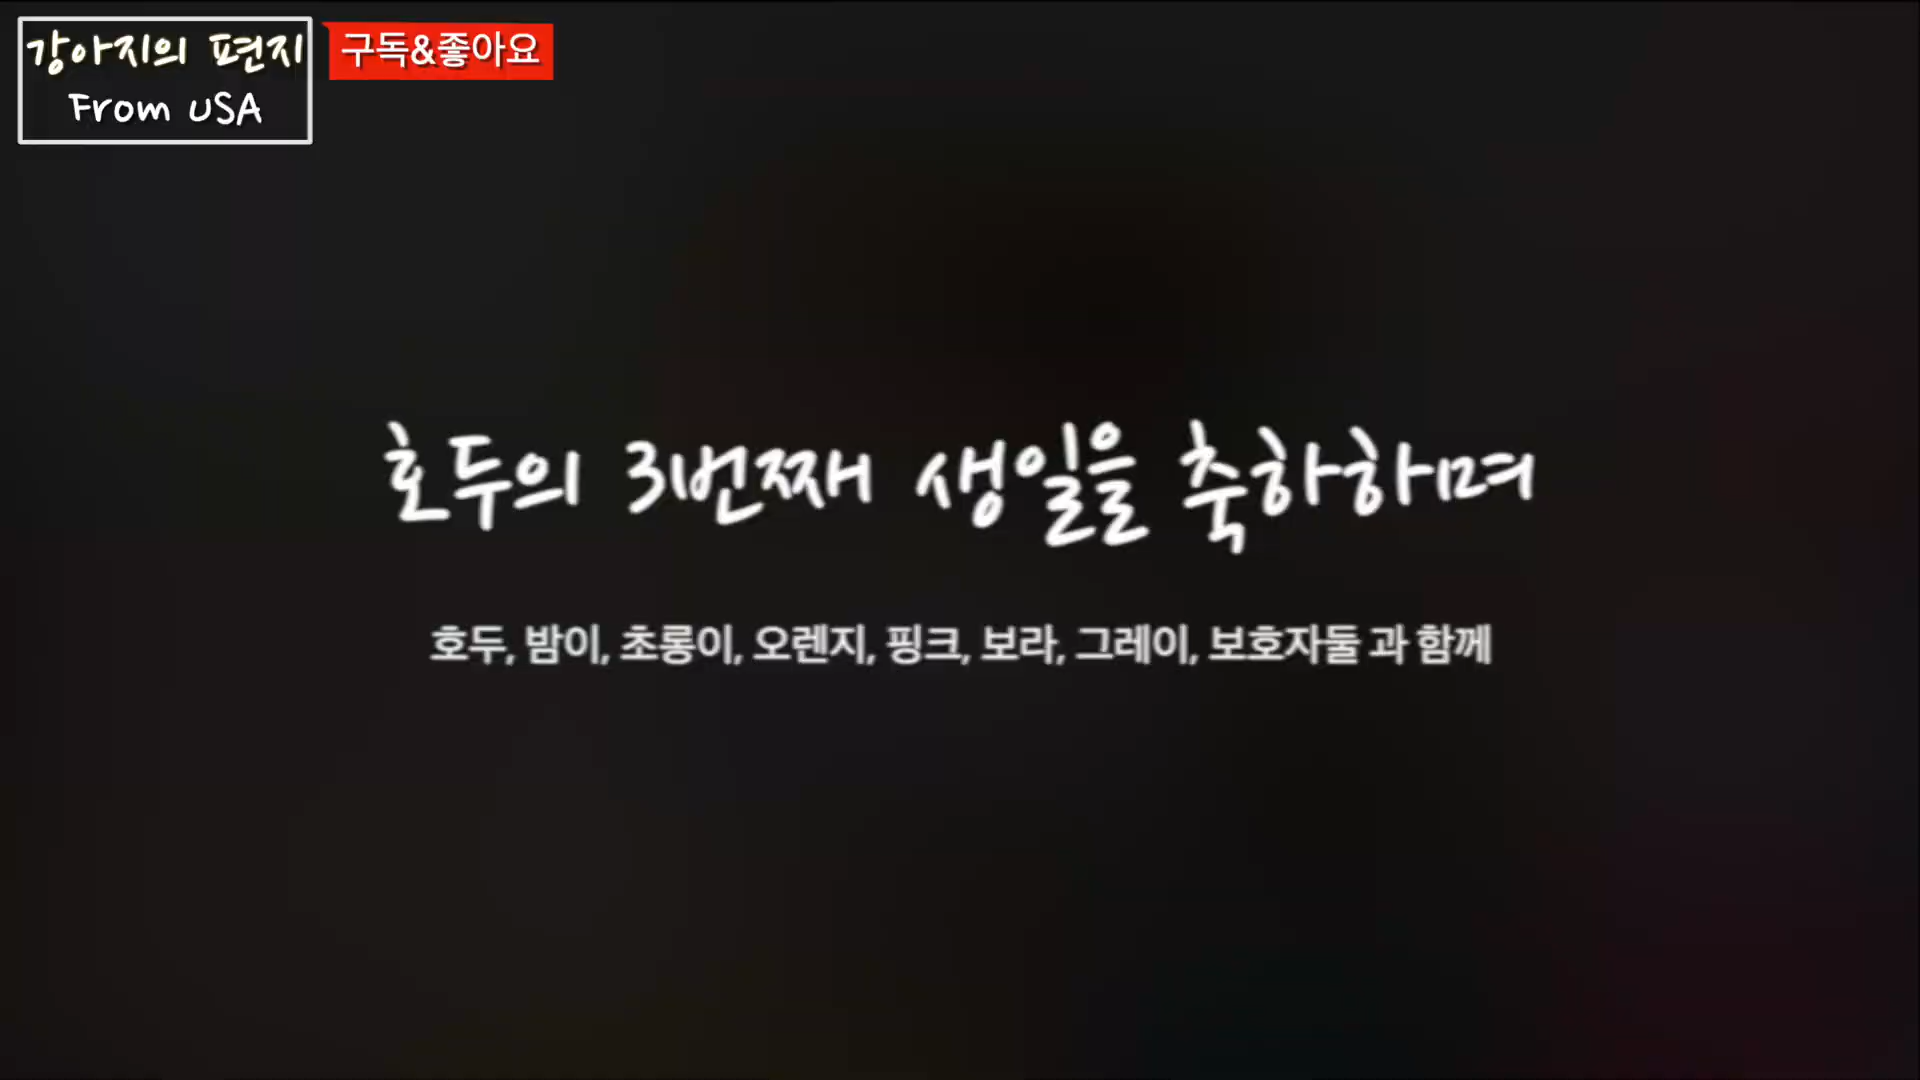 강아지의 편지
From USA
구독&좋아요
호두의 3번째 생일을 축하하며
호두, 밤이, 초롱이, 오렌지, 핑크, 보라, 그레이, 보호자둘 과 함께